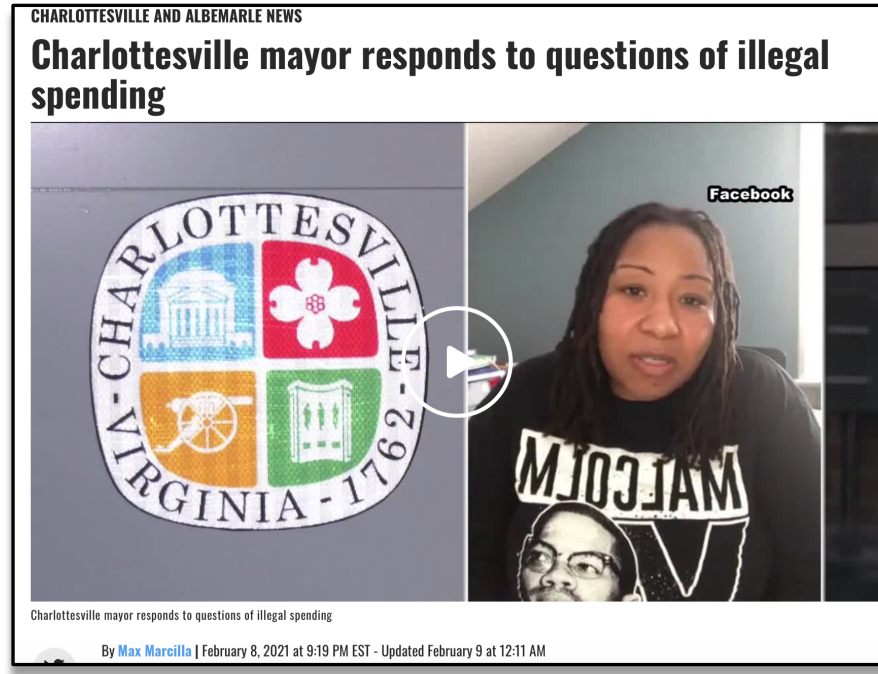 CHARLOTTESVILLE AND ALBEMARLE NEWS
Charlottesville mayor responds to questions of illegal
spending
CHARLOTTESVILLE - 1762 - VIRGINIA -
Facebook
MALCOLM
X
Charlottesville mayor responds to questions of illegal spending
By Max Marcilla | February 8, 2021 at 9:19 PM EST - Updated February 9 at 12:11 AM